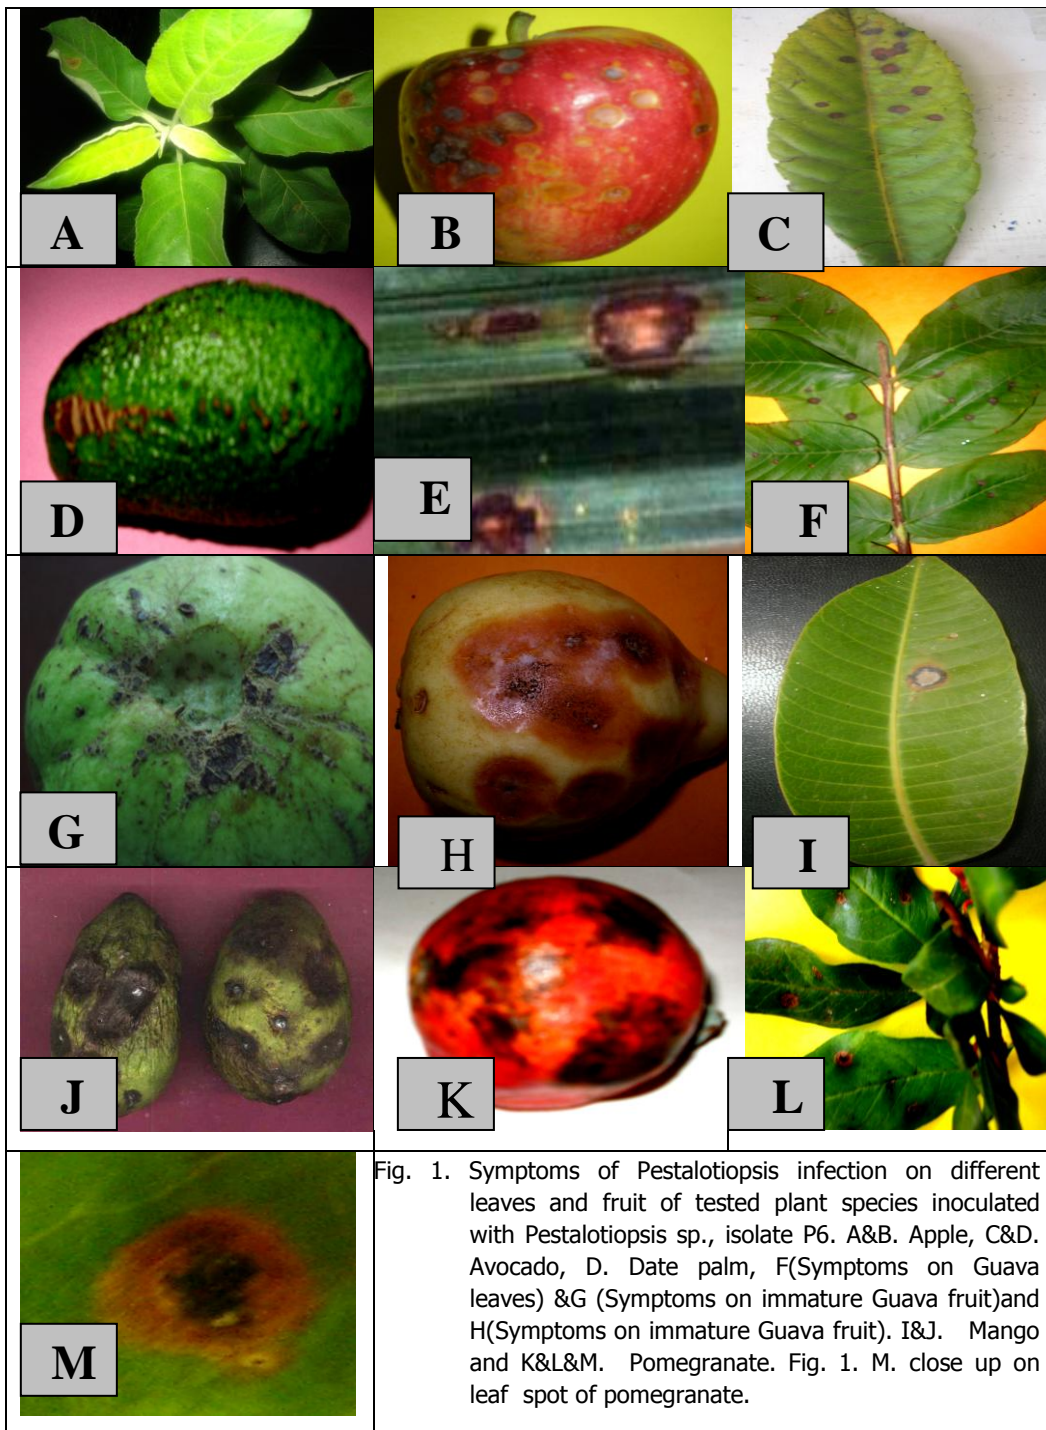 A
B
C
D
E
F
G
H
I
J
K
L
M
Fig. 1. Symptoms of Pestalotiopsis infection on different
leaves and fruit of tested plant species inoculated
with Pestalotiopsis sp., isolate P6. A&B. Apple, C&D.
Avocado, D. Date palm, F(Symptoms on Guava
leaves) &G (Symptoms on immature Guava fruit)and
H(Symptoms on immature Guava fruit). I&J. Mango
and K&L&M. Pomegranate. Fig. 1. M. close up on
leaf spot of pomegranate.